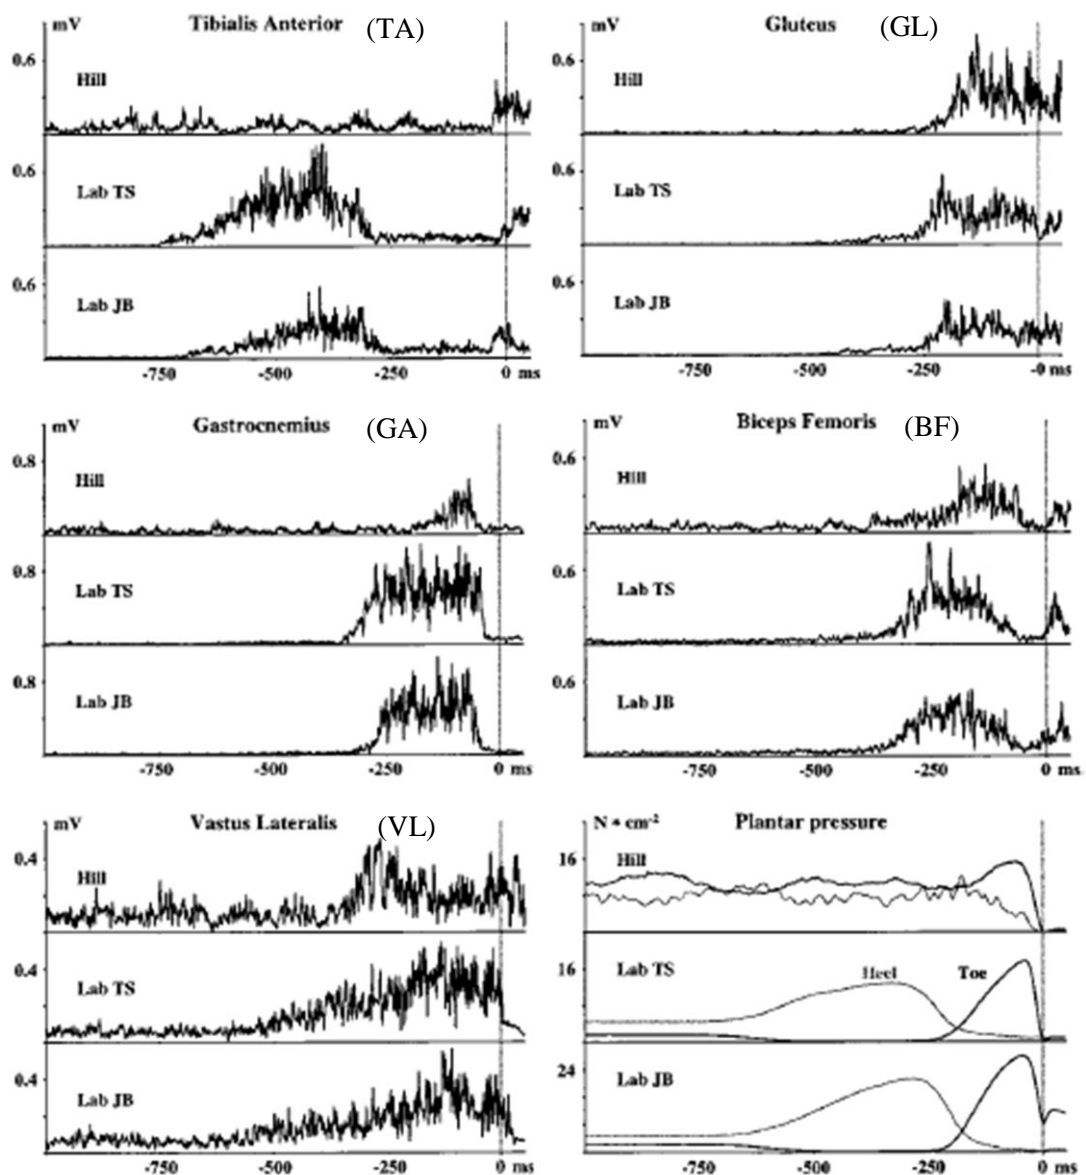 mV Tibialis Anterior (TA)
0.6
Hill
0.6
Lab TS
0.6
Lab JB
-750 -500 -250 0 ms
mV Gluteus (GL)
0.6
Hill
0.6
Lab TS
0.6
Lab JB
-750 -500 -250 -0 ms
mV Gastrocnemius (GA)
0.8
Hill
0.8
Lab TS
0.8
Lab JB
-750 -500 -250 0 ms
mV Biceps Femoris (BF)
0.6
Hill
0.6
Lab TS
0.6
Lab JB
-750 -500 -250 0 ms
mV Vastus Lateralis (VL)
0.4
Hill
0.4
Lab TS
0.4
Lab JB
-750 -500 -250 0 ms
N * cm-2 Plantar pressure
16
Hill
16
Lab TS Heel Toe
24
Lab JB
-750 -500 -250 0 ms